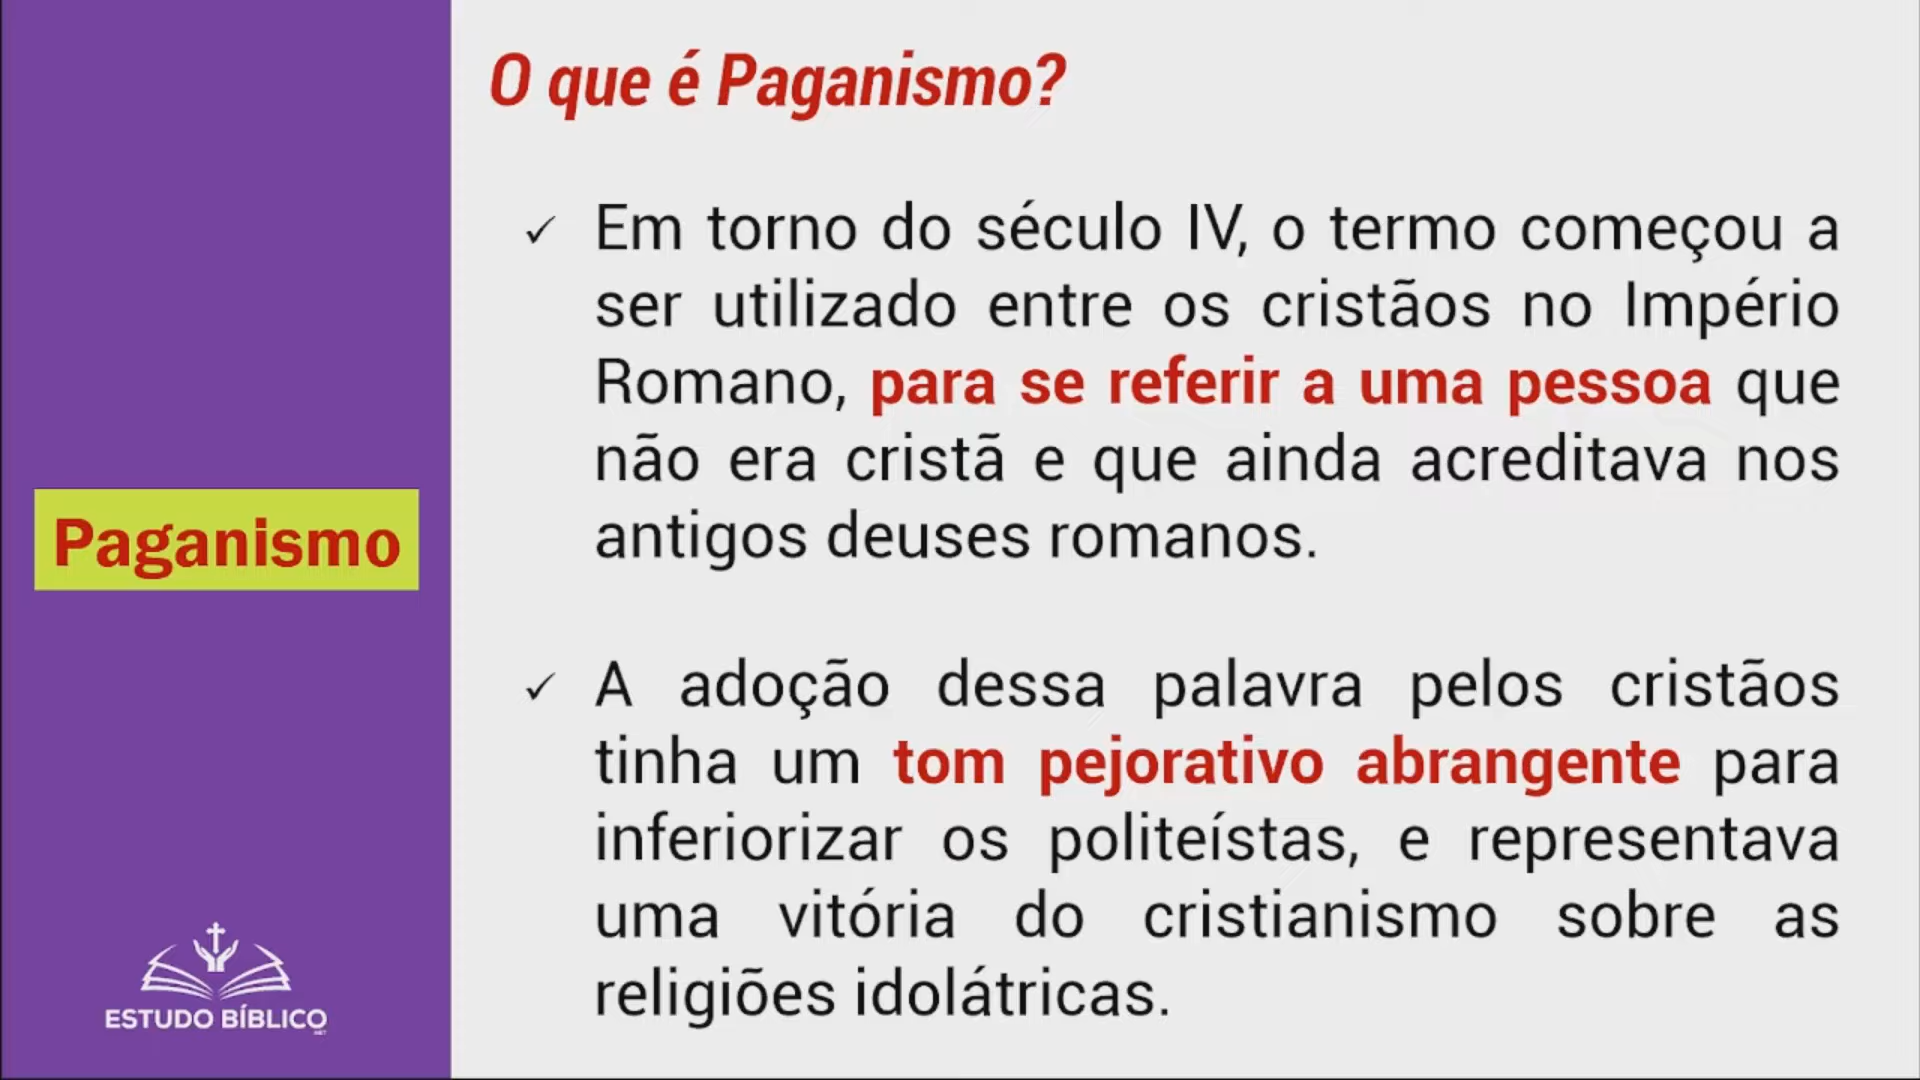 O que é Paganismo?
✓ Em torno do século IV, o termo começou a
ser utilizado entre os cristãos no Império
Romano, para se referir a uma pessoa que
não era cristã e que ainda acreditava nos
antigos deuses romanos.
✓ A adoção dessa palavra pelos cristãos
tinha um tom pejorativo abrangente para
inferiorizar os politeístas, e representava
uma vitória do cristianismo sobre as
religiões idolátricas.
Paganismo
ESTUDO BÍBLICO